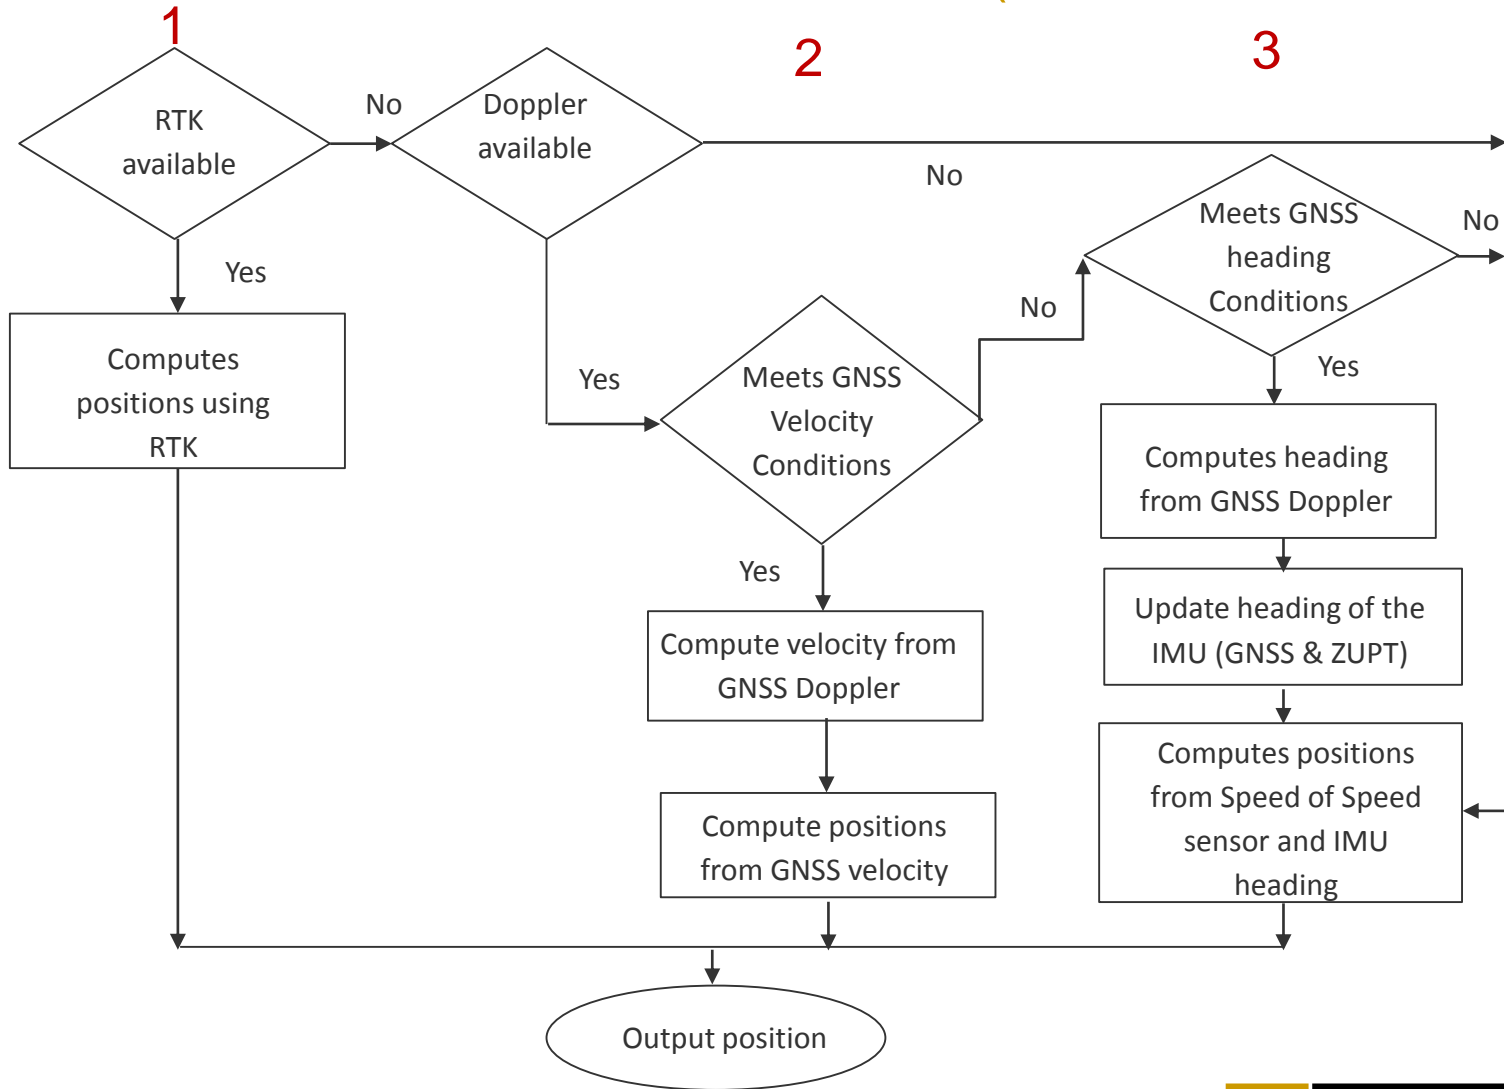 1
2
3
RTK
available
No
Doppler
available
No
Yes
Computes
positions using
RTK
Yes
Meets GNSS
Velocity
Conditions
No
Meets GNSS
heading
Conditions
No
Yes
Computes heading
from GNSS Doppler
Yes
Compute velocity from
GNSS Doppler
Update heading of the
IMU (GNSS & ZUPT)
Compute positions
from GNSS velocity
Computes positions
from Speed of Speed
sensor and IMU
heading
Output position